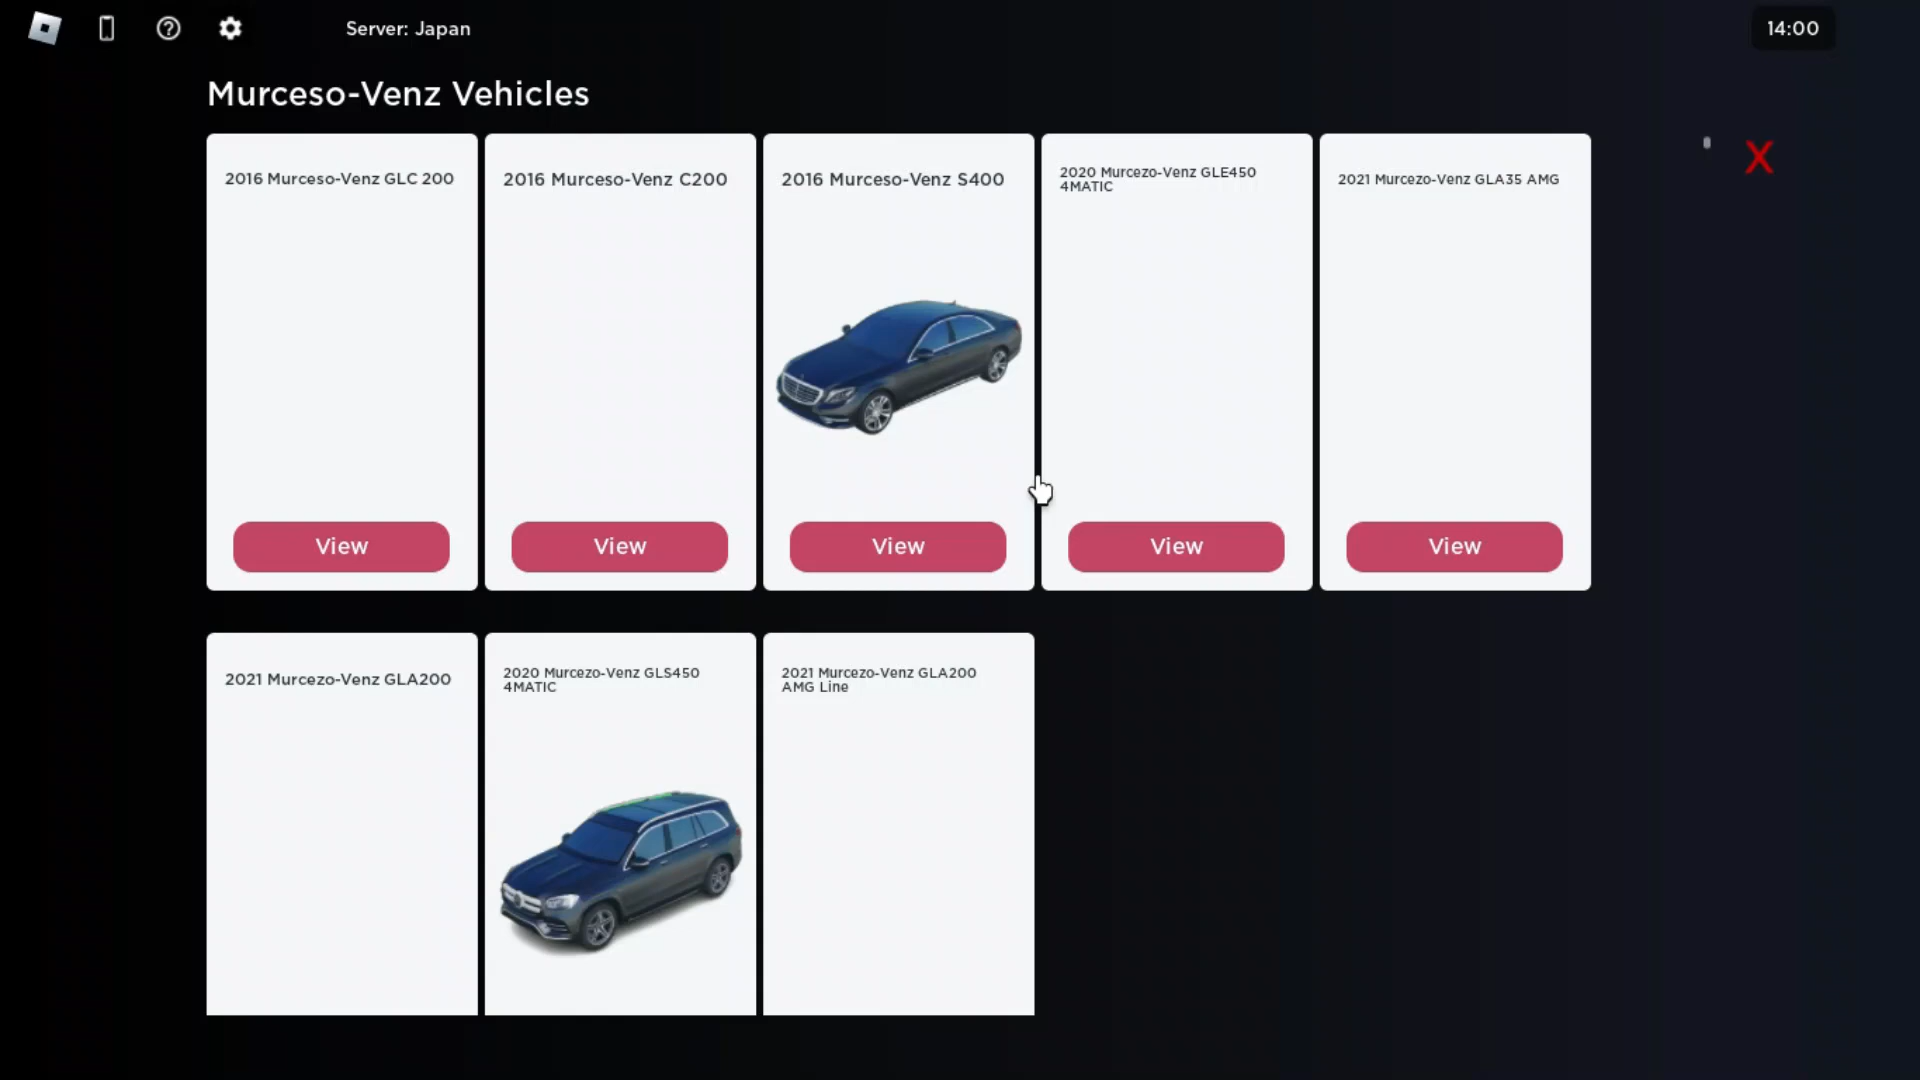 Server: Japan
14:00
Murceso-Venz Vehicles
X
2016 Murceso-Venz GLC 200
2016 Murceso-Venz C200
2016 Murceso-Venz S400
2020 Murcezo-Venz GLE450
4MATIC
2021 Murcezo-Venz GLA35 AMG
View
View
View
View
View
2021 Murcezo-Venz GLA200
2020 Murcezo-Venz GLS450
4MATIC
2021 Murcezo-Venz GLA200
AMG Line